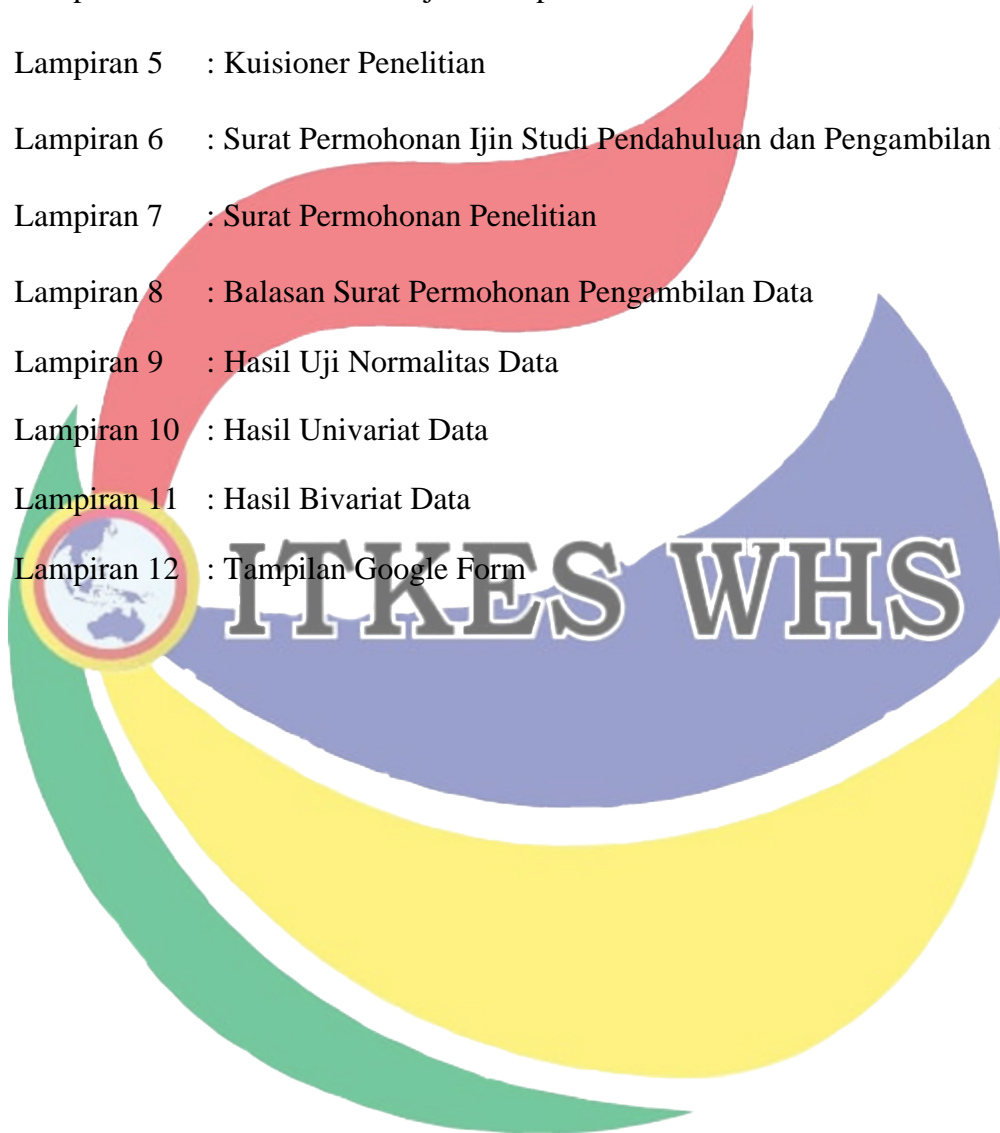 Lampiran 5 : Kuisioner Penelitian
Lampiran 6 : Surat Permohonan Ijin Studi Pendahuluan dan Pengambilan
Lampiran 7 : Surat Permohonan Penelitian
Lampiran 8 : Balasan Surat Permohonan Pengambilan Data
Lampiran 9 : Hasil Uji Normalitas Data
Lampiran 10 : Hasil Univariat Data
Lampiran 11 : Hasil Bivariat Data
Lampiran 12 : Tampilan Google Form
ITKES WHS